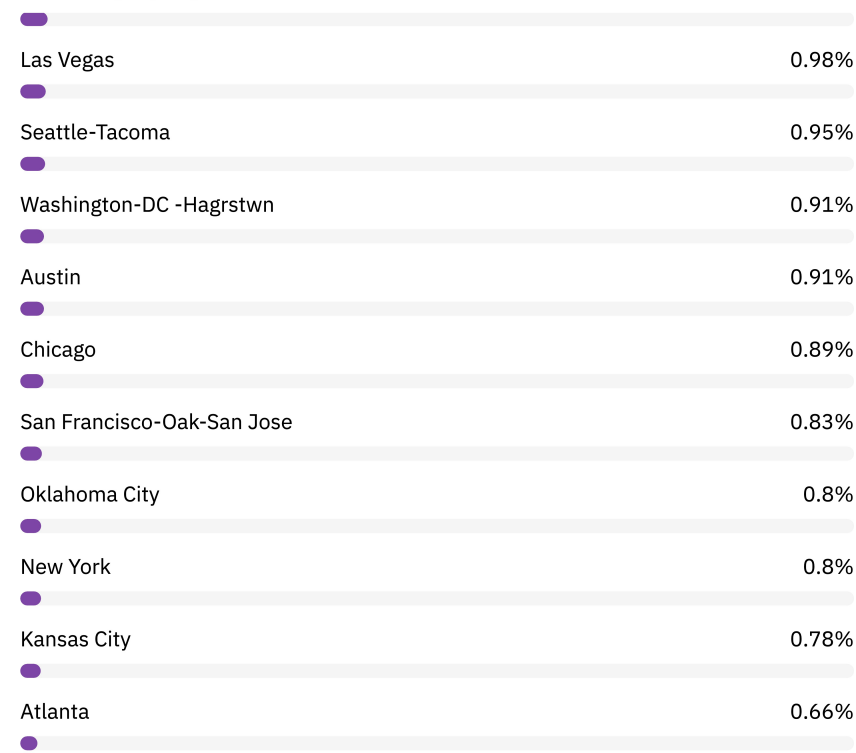 Las Vegas 0.98%
Seattle-Tacoma 0.95%
Washington-DC -Hagrstwn 0.91%
Austin 0.91%
Chicago 0.89%
San Francisco-Oak-San Jose 0.83%
Oklahoma City 0.8%
New York 0.8%
Kansas City 0.78%
Atlanta 0.66%